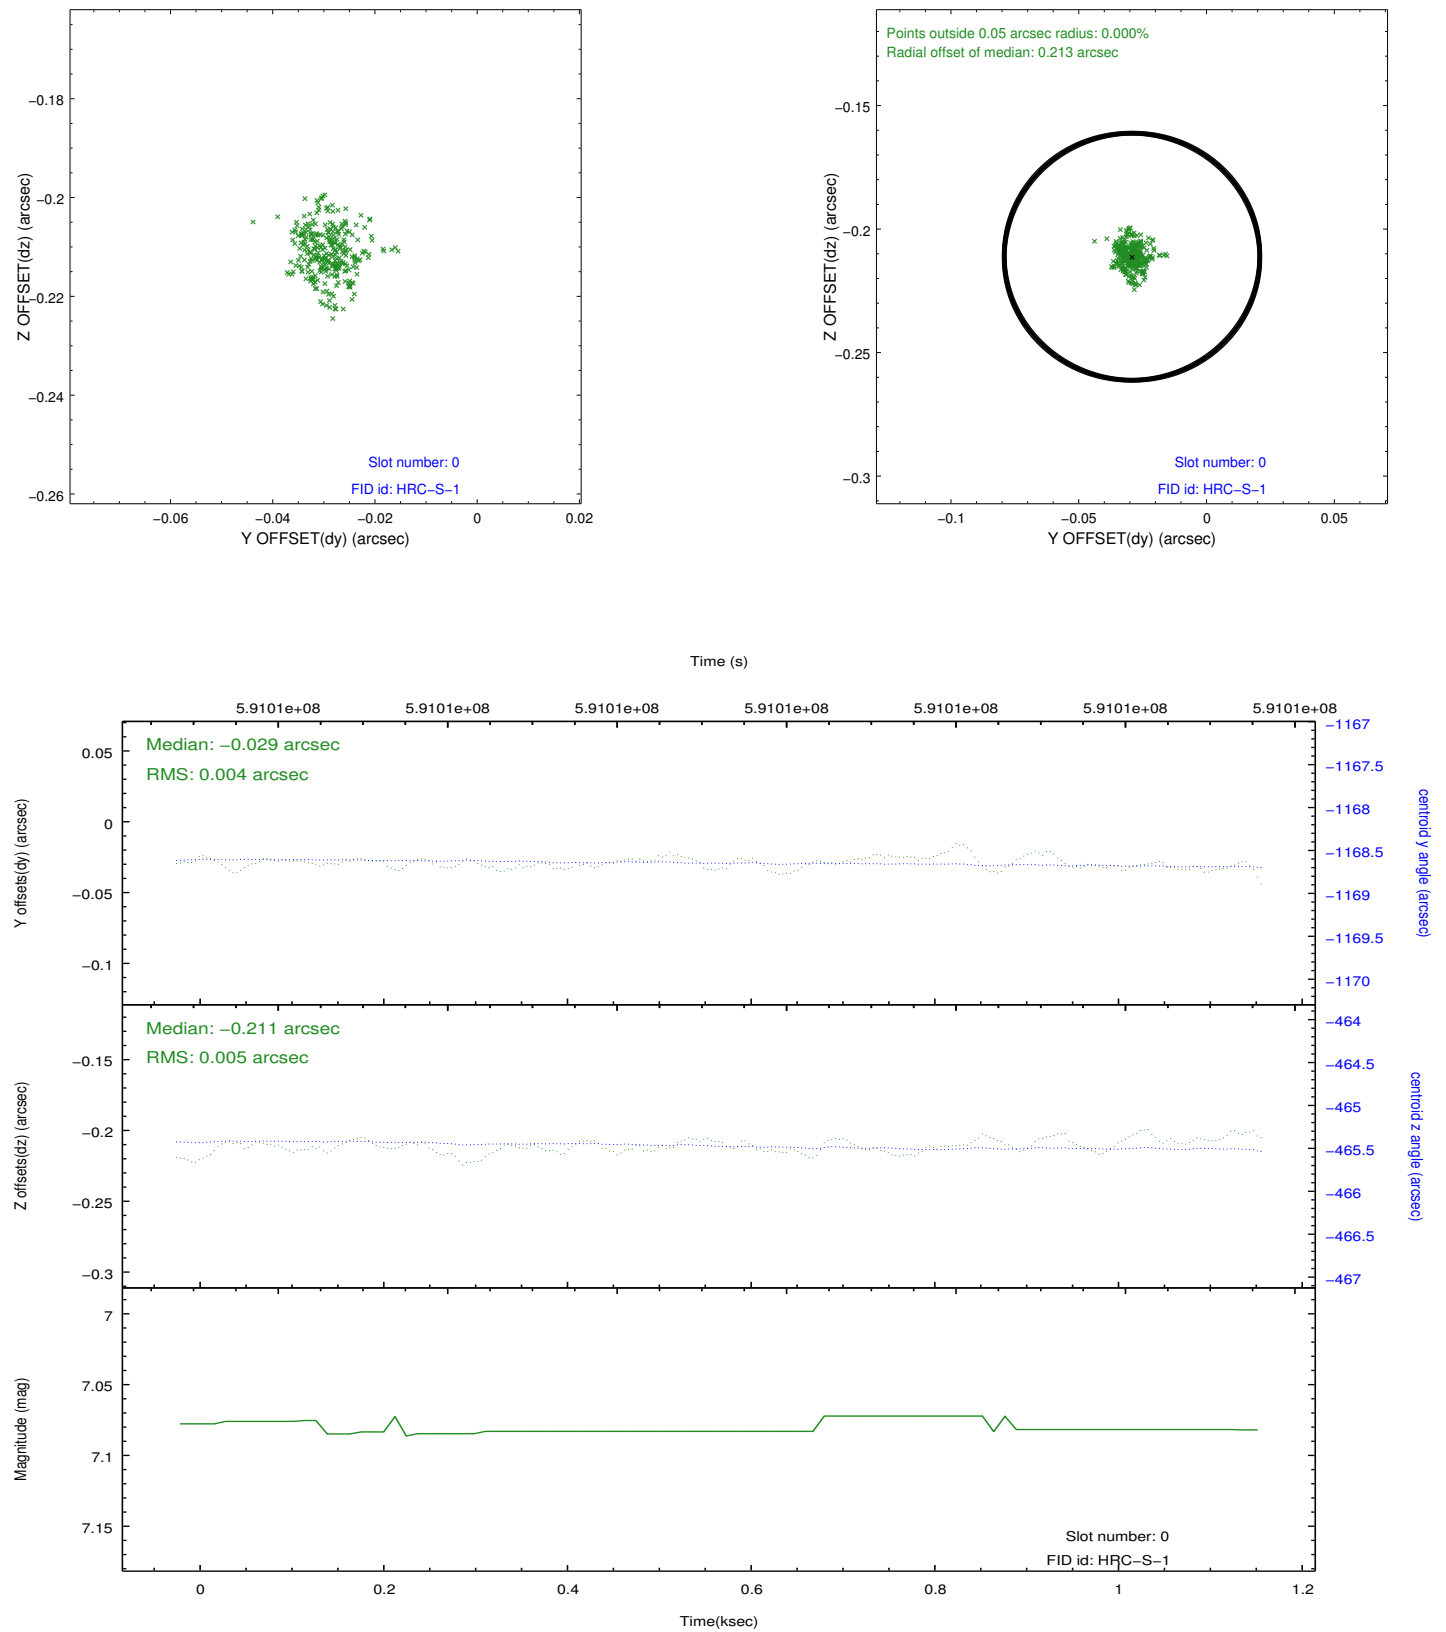 −0.18
−0.2
−0.22
−0.24
−0.26
Z OFFSET(dz) (arcsec)
Slot number: 0
FID id: HRC−S−1
−0.06
−0.04
−0.02
0
0.02
Y OFFSET(dy) (arcsec)
Points outside 0.05 arcsec radius: 0.000%
Radial offset of median: 0.213 arcsec
−0.15
−0.2
−0.25
−0.3
Z OFFSET(dz) (arcsec)
Slot number: 0
FID id: HRC−S−1
−0.1
−0.05
0
0.05
Y OFFSET(dy) (arcsec)
Time (s)
5.9101e+08
5.9101e+08
5.9101e+08
5.9101e+08
5.9101e+08
5.9101e+08
5.9101e+08
Median: −0.029 arcsec
RMS: 0.004 arcsec
0.05
0
−0.05
−0.1
Y offsets(dy) (arcsec)
−1167
−1167.5
−1168
−1168.5
−1169
−1169.5
−1170
centroid y angle (arcsec)
Median: −0.211 arcsec
RMS: 0.005 arcsec
−0.15
−0.2
−0.25
−0.3
Z offsets(dz) (arcsec)
−464
−464.5
−465
−465.5
−466
−466.5
−467
centroid z angle (arcsec)
7
7.05
7.1
7.15
Magnitude (mag)
Slot number: 0
FID id: HRC−S−1
0
0.2
0.4
0.6
0.8
1
1.2
Time(ksec)